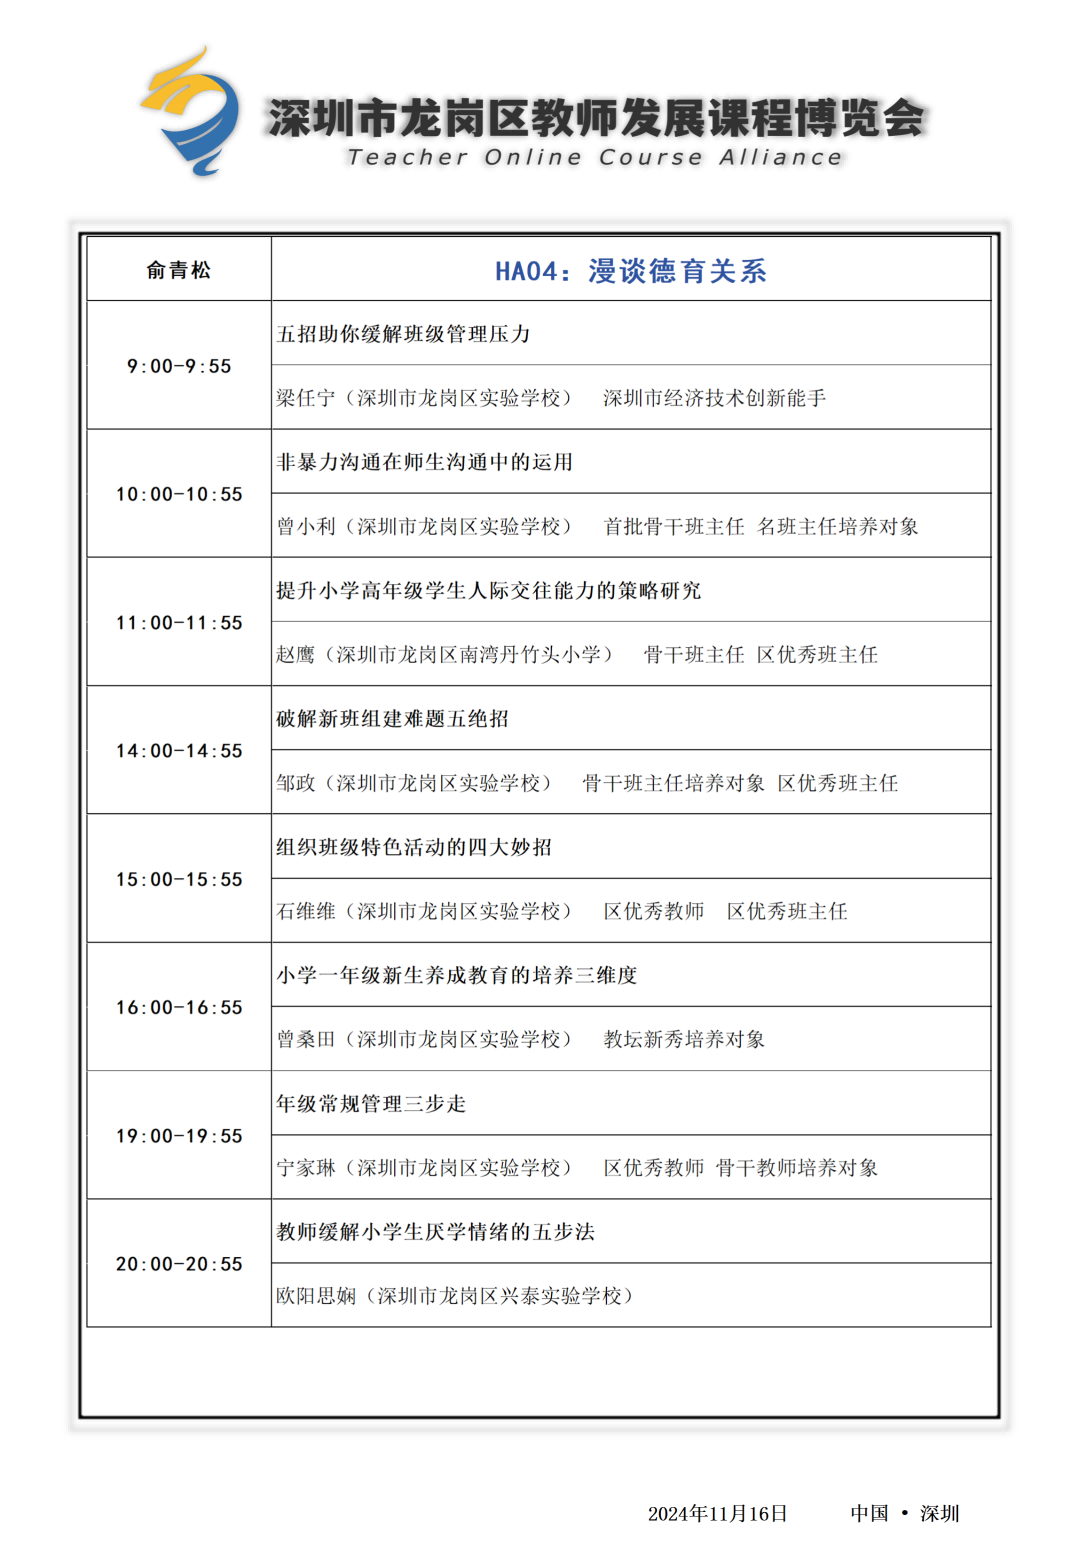 深圳市龙岗区教师发展课程博览会
Teacher Online Course Alliance
俞青松
HA04：漫谈德育关系
9:00-9:55
五招助你缓解班级管理压力
梁任宁（深圳市龙岗区实验学校） 深圳市经济技术创新能手
10:00-10:55
非暴力沟通在师生沟通中的运用
曾小利（深圳市龙岗区实验学校） 首批骨干班主任 名班主任培养对象
11:00-11:55
提升小学高年级学生人际交往能力的策略研究
赵鹰（深圳市龙岗区南湾丹竹头小学） 骨干班主任 区优秀班主任
14:00-14:55
破解新班组建难题五绝招
邹政（深圳市龙岗区实验学校） 骨干班主任培养对象 区优秀班主任
15:00-15:55
组织班级特色活动的四大妙招
石维维（深圳市龙岗区实验学校） 区优秀教师 区优秀班主任
16:00-16:55
小学一年级新生养成教育的培养三维度
曾桑田（深圳市龙岗区实验学校） 教坛新秀培养对象
19:00-19:55
年级常规管理三步走
宁家琳（深圳市龙岗区实验学校） 区优秀教师 骨干教师培养对象
20:00-20:55
教师缓解小学生厌学情绪的五步法
欧阳思娴（深圳市龙岗区兴泰实验学校）
2024年11月16日 中国 • 深圳